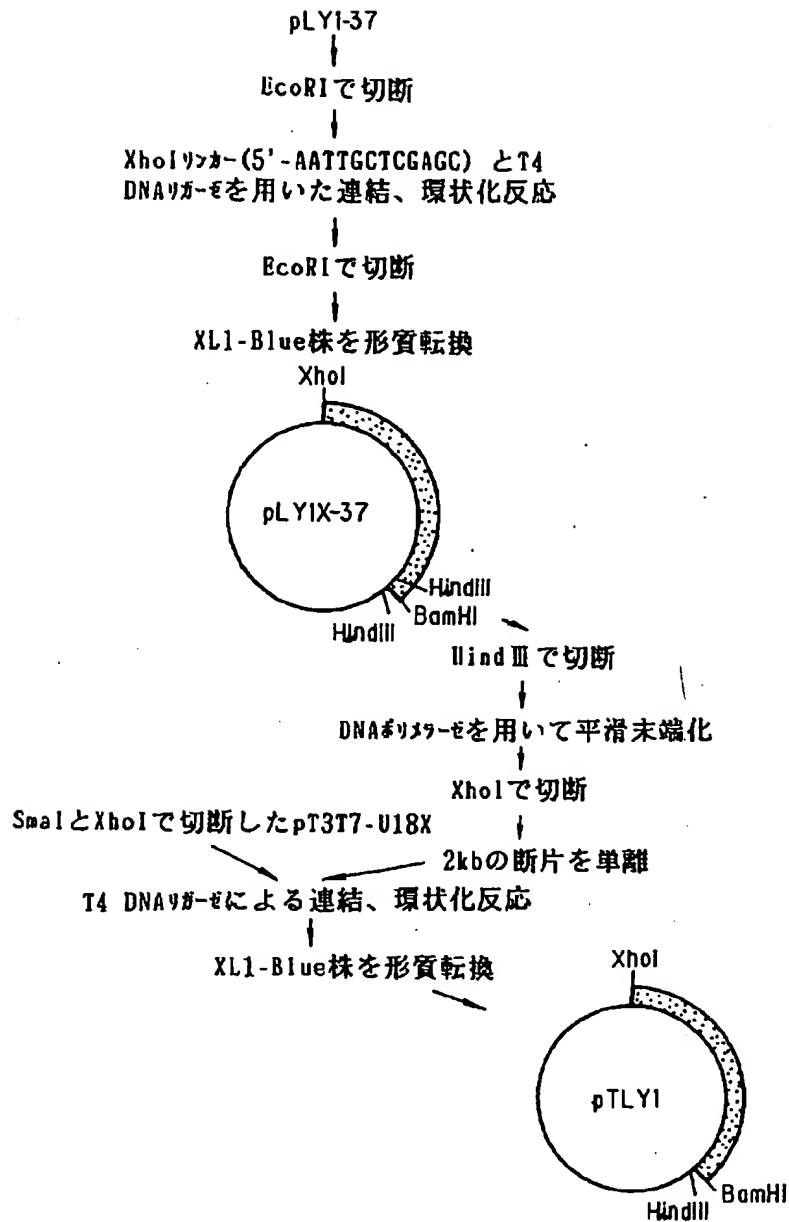 pLY1-37
EcoRIで切断
XhoIリンカー(5'-AATTGCTCGAGC) とT4
DNAリガーゼを用いた連結、環状化反応
EcoRIで切断
XL1-Blue株を形質転換
XhoI
pLY1X-37
HindIII
BamHI
HindIII
HindⅢで切断
DNAポリメラーゼを用いて平滑末端化
XhoIで切断
SmaIとXhoIで切断したpT3T7-U18X
2kbの断片を単離
T4 DNAリガーゼによる連結、環状化反応
XL1-Blue株を形質転換
XhoI
pTLY1
BamHI
HindIII